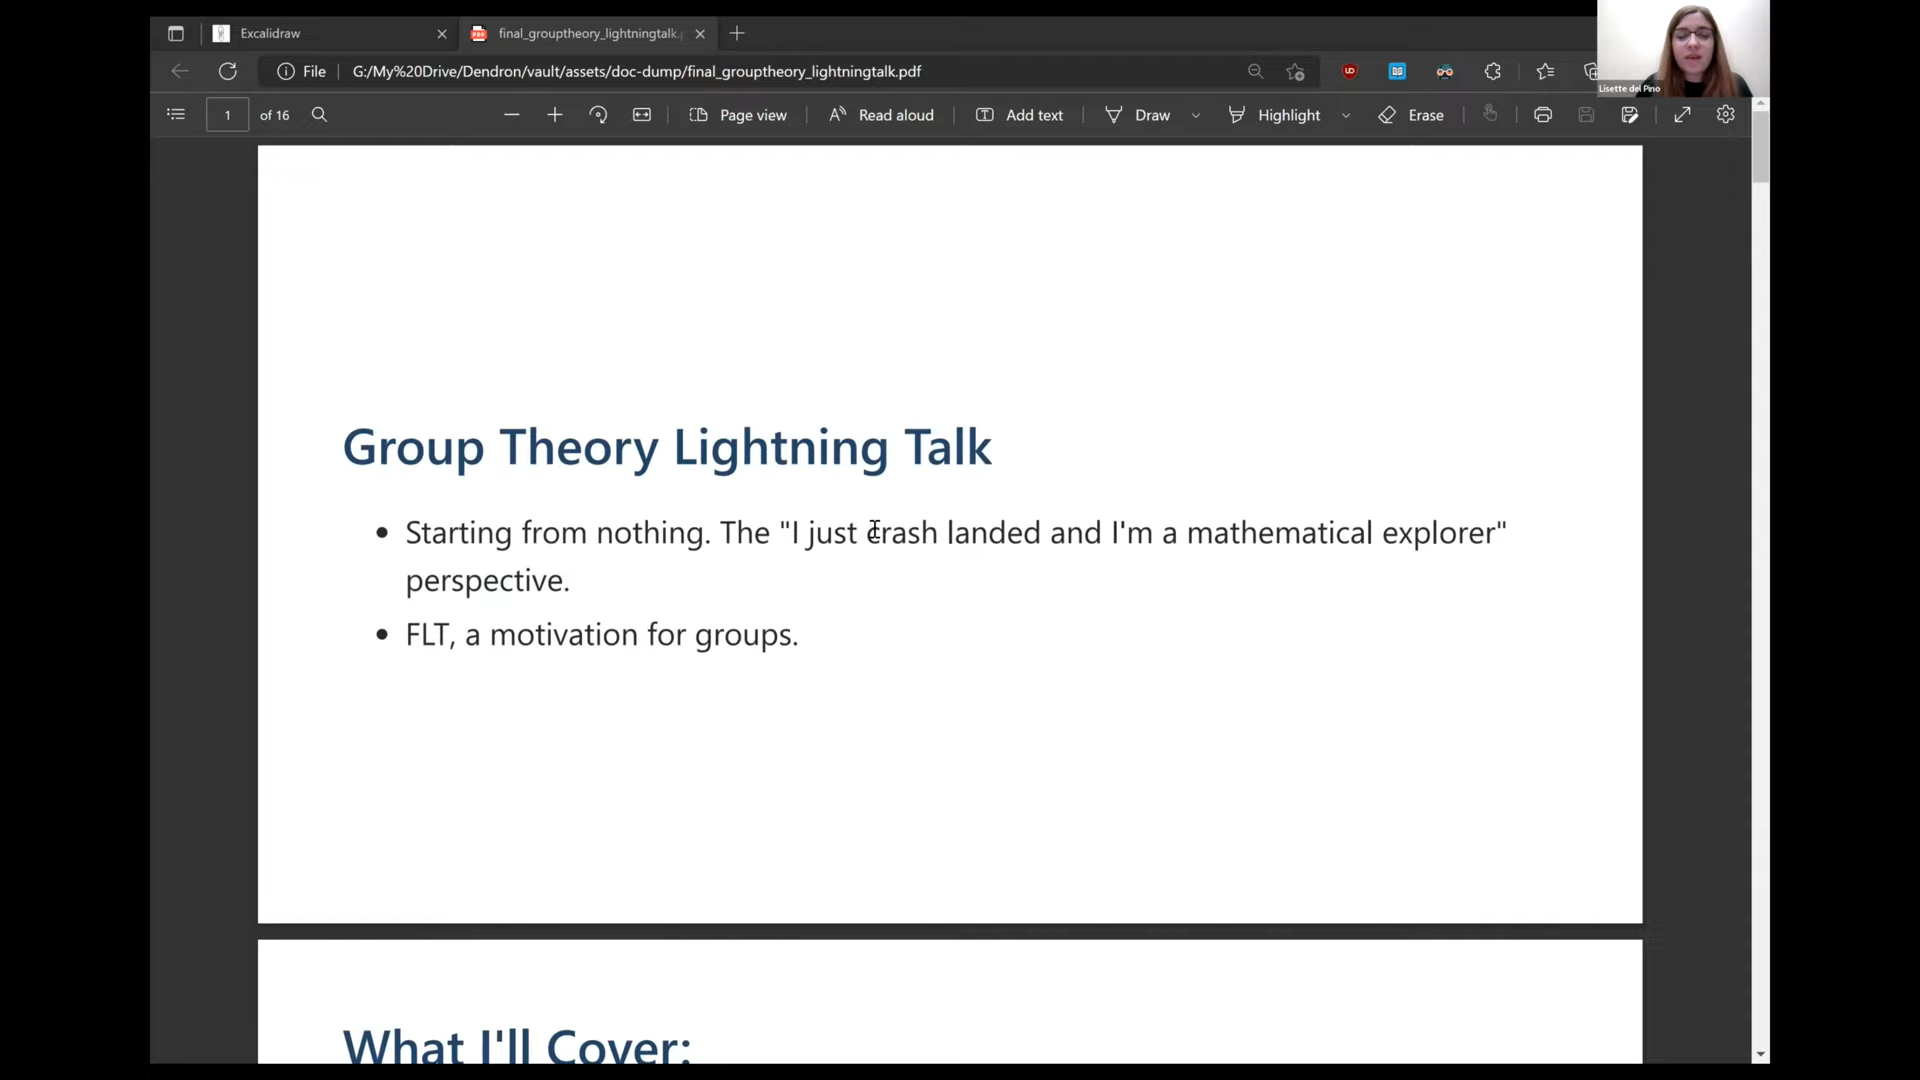 Excalidraw
final_grouptheory_lightningtalk.p
File
G:/My%20Drive/Dendron/vault/assets/doc-dump/final_grouptheory_lightningtalk.pdf
Lisette del Pino
1 of 16
Page view
Read aloud
Add text
Draw
Highlight
Erase
Group Theory Lightning Talk
• Starting from nothing. The "I just crash landed and I'm a mathematical explorer"
perspective.
• FLT, a motivation for groups.
What I'll Cover: